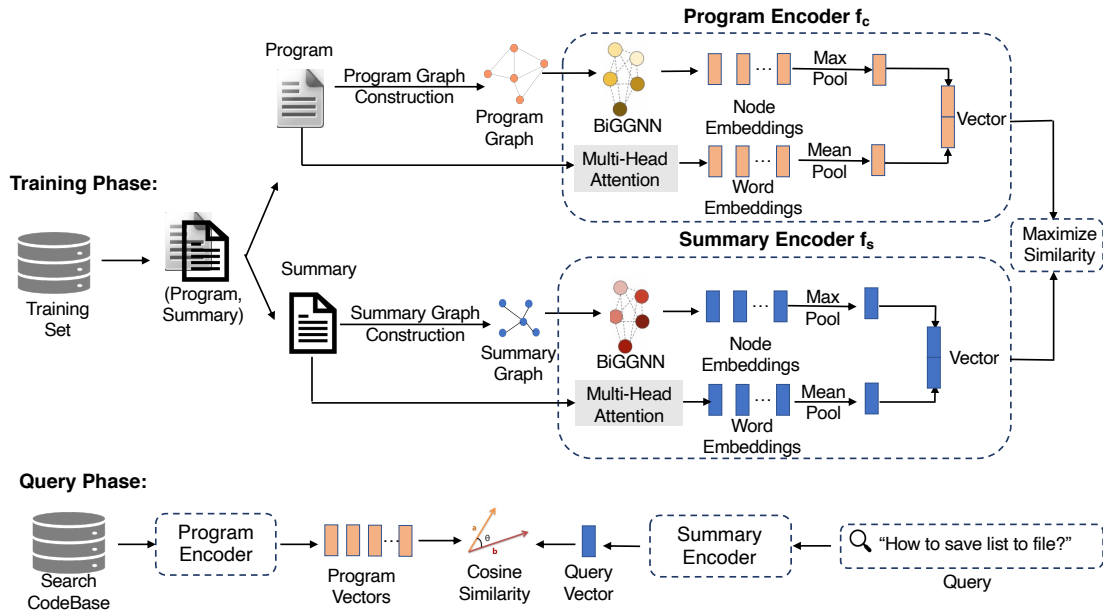 Program Encoder f_c
Program
Program Graph
Construction
Program
Graph
BiGGNN
...
Node
Embeddings
Max
Pool
Multi-Head
Attention
...
Word
Embeddings
Mean
Pool
Vector
Training Phase:
Training
Set
(Program,
Summary)
Maximize
Similarity
Summary Encoder f_s
Summary
Summary Graph
Construction
Summary
Graph
BiGGNN
...
Node
Embeddings
Max
Pool
Multi-Head
Attention
...
Word
Embeddings
Mean
Pool
Vector
Query Phase:
Search
CodeBase
Program
Encoder
...
Program
Vectors
a
θ
b
Cosine
Similarity
Query
Vector
Summary
Encoder
“How to save list to file?”
Query